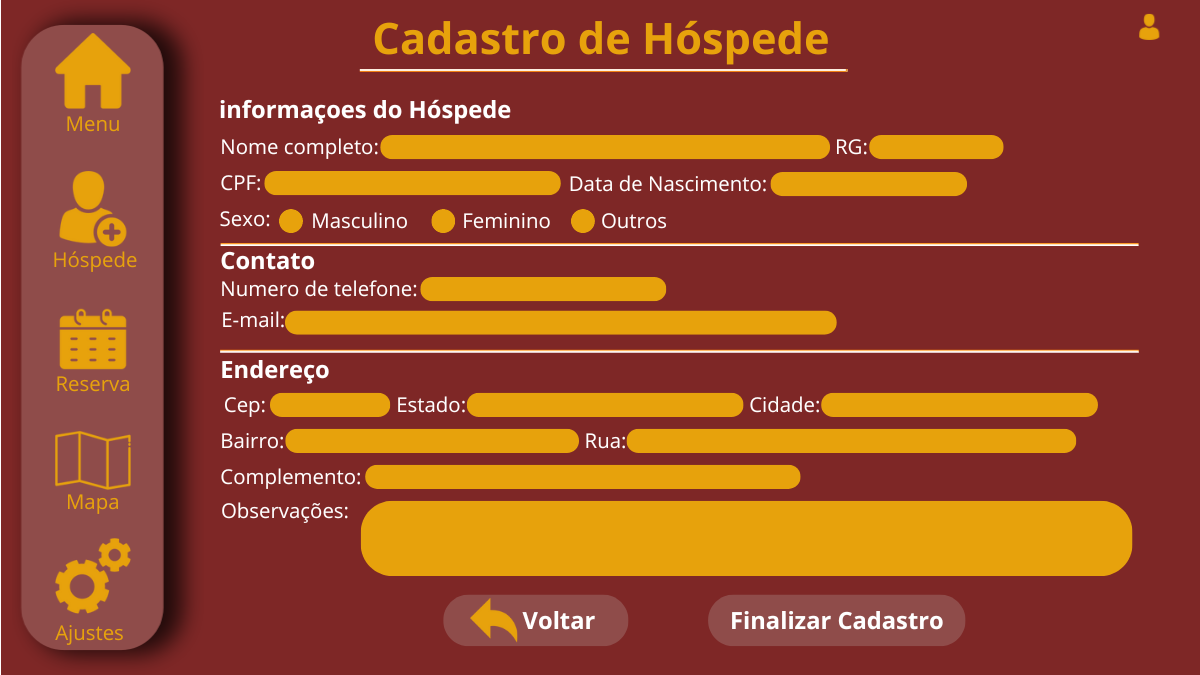 Cadastro de Hóspede
Menu
Hóspede
Reserva
Mapa
Ajustes
informaçoes do Hóspede
Nome completo: RG:
CPF: Data de Nascimento:
Sexo: Masculino Feminino Outros
Contato
Numero de telefone:
E-mail:
Endereço
Cep: Estado: Cidade:
Bairro: Rua:
Complemento:
Observações:
Voltar Finalizar Cadastro